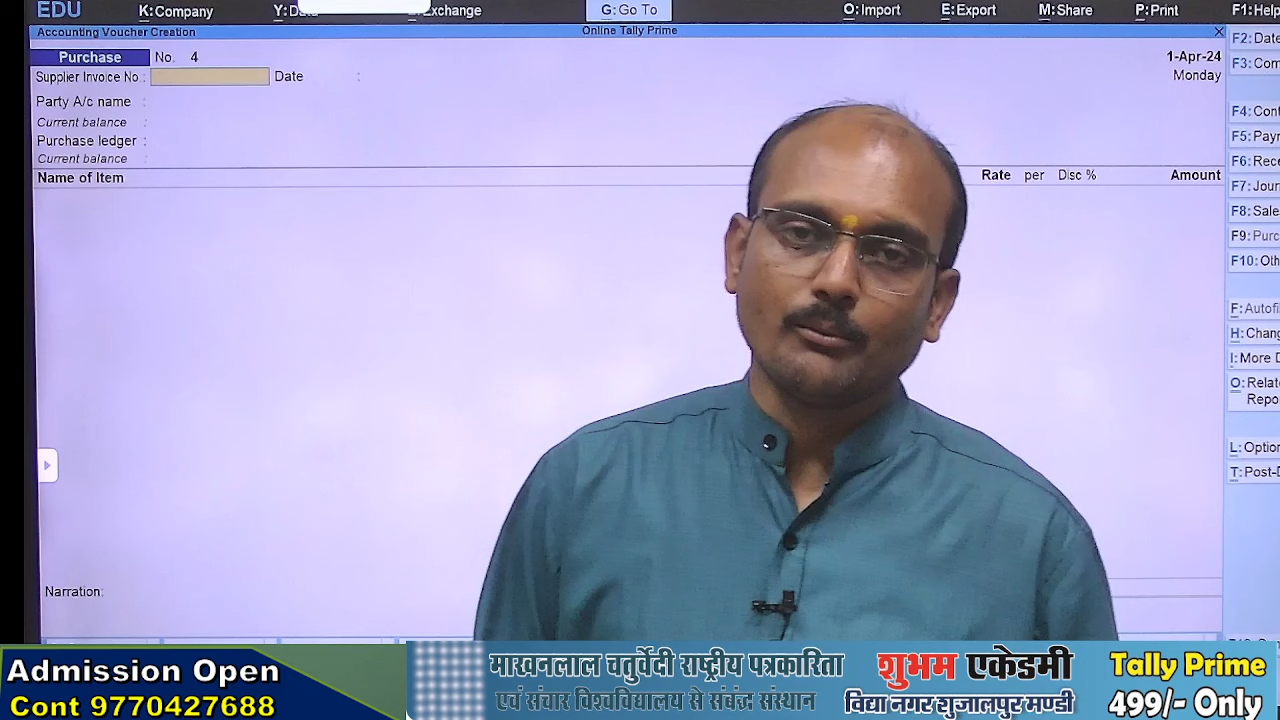 EDU K:Company Y:Data Exchange G: Go To O: Import E: Export M: Share P: Print F1: Help
Accounting Voucher Creation Online Tally Prime ×
Purchase No. 4 1-Apr-24
Supplier Invoice No.: Date : Monday
Party A/c name :
Current balance :
Purchase ledger :
Current balance :
Name of Item Rate per Disc % Amount
Narration:
F2: Date
F3: Com
F4: Cont
F5: Paym
F6: Rece
F7: Jour
F8: Sale
F9: Purc
F10: Oth
F: Autofi
H: Chang
I: More D
O: Relate
Repo
L: Option
T: Post-D
Admission Open
Cont 9770427688
माखनलाल चतुर्वेदी राष्ट्रीय पत्रकारिता
एवं संचार विश्वविद्यालय से संबंद्ध संस्थान
शुभम एकेडमी
विद्या नगर शुजालपुर मण्डी
Tally Prime
499/- Only